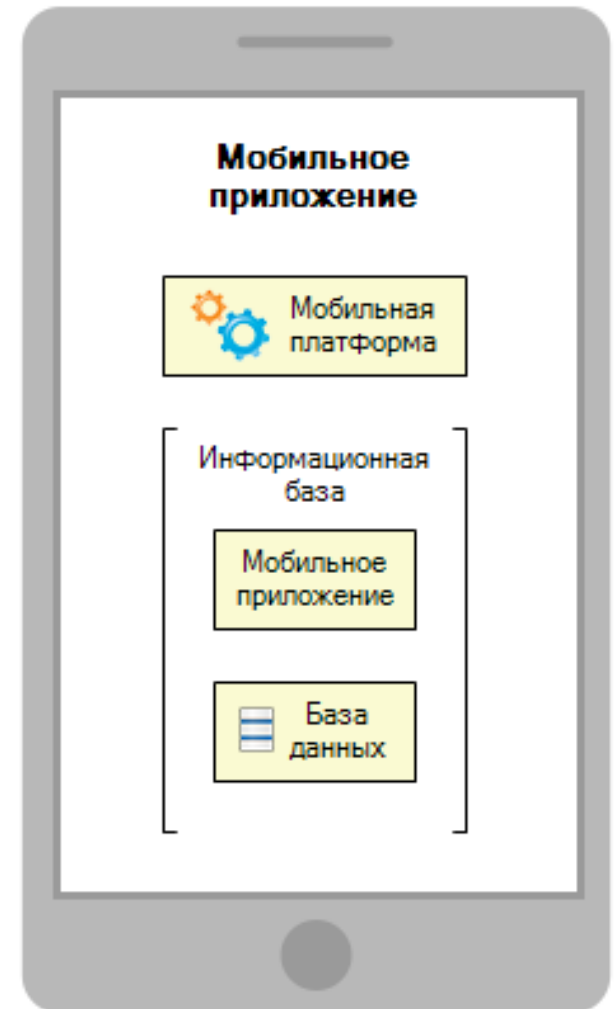 Мобильное
приложение
Мобильная
платформа
Информационная
база
Мобильное
приложение
База
данных